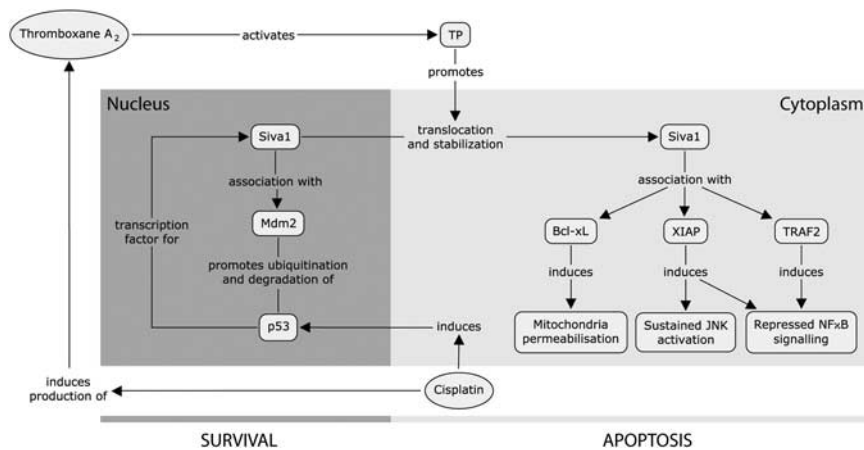 Thromboxane A2
activates
TP
promotes
Nucleus
Cytoplasm
Siva1
translocation
and stabilization
Siva1
association with
association with
transcription
factor for
Mdm2
Bcl-xL
XIAP
TRAF2
promotes ubiquitination
and degradation of
induces
induces
induces
p53
induces
Mitochondria
permeabilisation
Sustained JNK
activation
Repressed NFκB
signalling
induces
production of
Cisplatin
SURVIVAL
APOPTOSIS